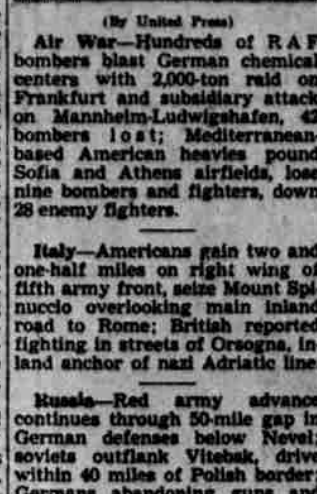 (By United Press)
Air War—Hundreds of RAF
bombers blast German chemical
centers with 2,000-ton raid on
Frankfurt and subsidiary attack
on Mannheim-Ludwigshafen, 42
bombers lost; Mediterranean-
based American heavies pound
Sofia and Athens airfields, lose
nine bombers and fighters, down
28 enemy fighters.
Italy—Americans gain two and
one-half miles on right wing of
fifth army front, seize Mount Spi
nuccio overlooking main inland
road to Rome; British reported
fighting in streets of Orsogna, in
land anchor of nazi Adriatic line
Russia—Red army advance
continues through 50-mile gap in
German defenses below Nevel;
soviets outflank Vitebsk, drive
within 40 miles of Polish border;
Germans abandoning guns and